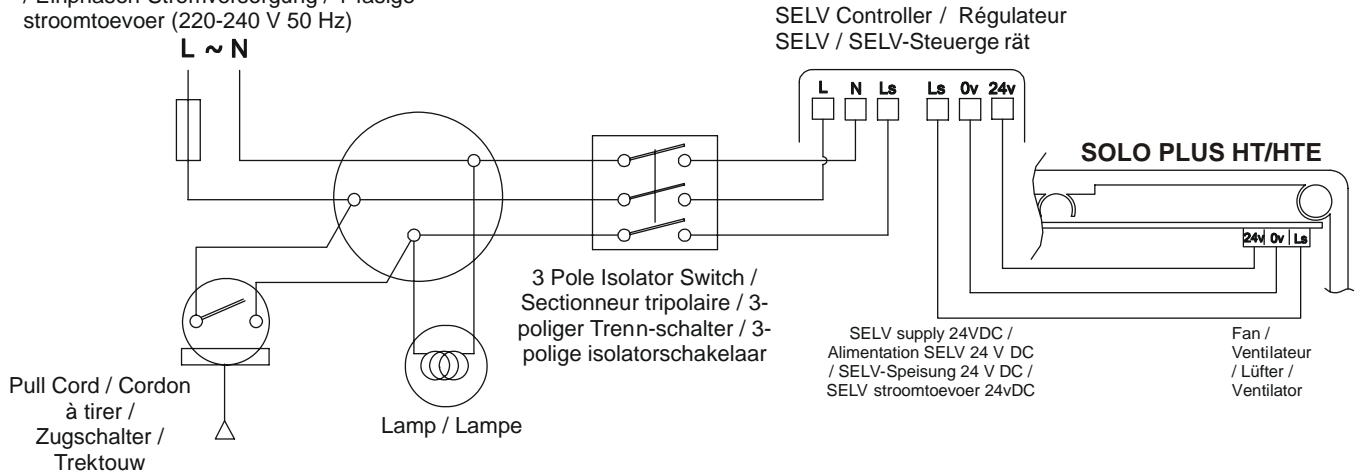 / Einphasen-Stromversorgung / 1-fasige
stroomtoevoer (220-240 V 50 Hz)
L ~ N
SELV Controller / Régulateur
SELV / SELV-Steuerge rät
L N Ls Ls 0v 24v
SOLO PLUS HT/HTE
24v 0v Ls
3 Pole Isolator Switch /
Sectionneur tripolaire / 3-
poliger Trenn-schalter / 3-
polige isolatorschakelaar
SELV supply 24VDC /
Alimentation SELV 24 V DC
/ SELV-Speisung 24 V DC /
SELV stroomtoevoer 24vDC
Fan /
Ventilateur
/ Lüfter /
Ventilator
Pull Cord / Cordon
à tirer /
Zugschalter /
Trektouw
Lamp / Lampe